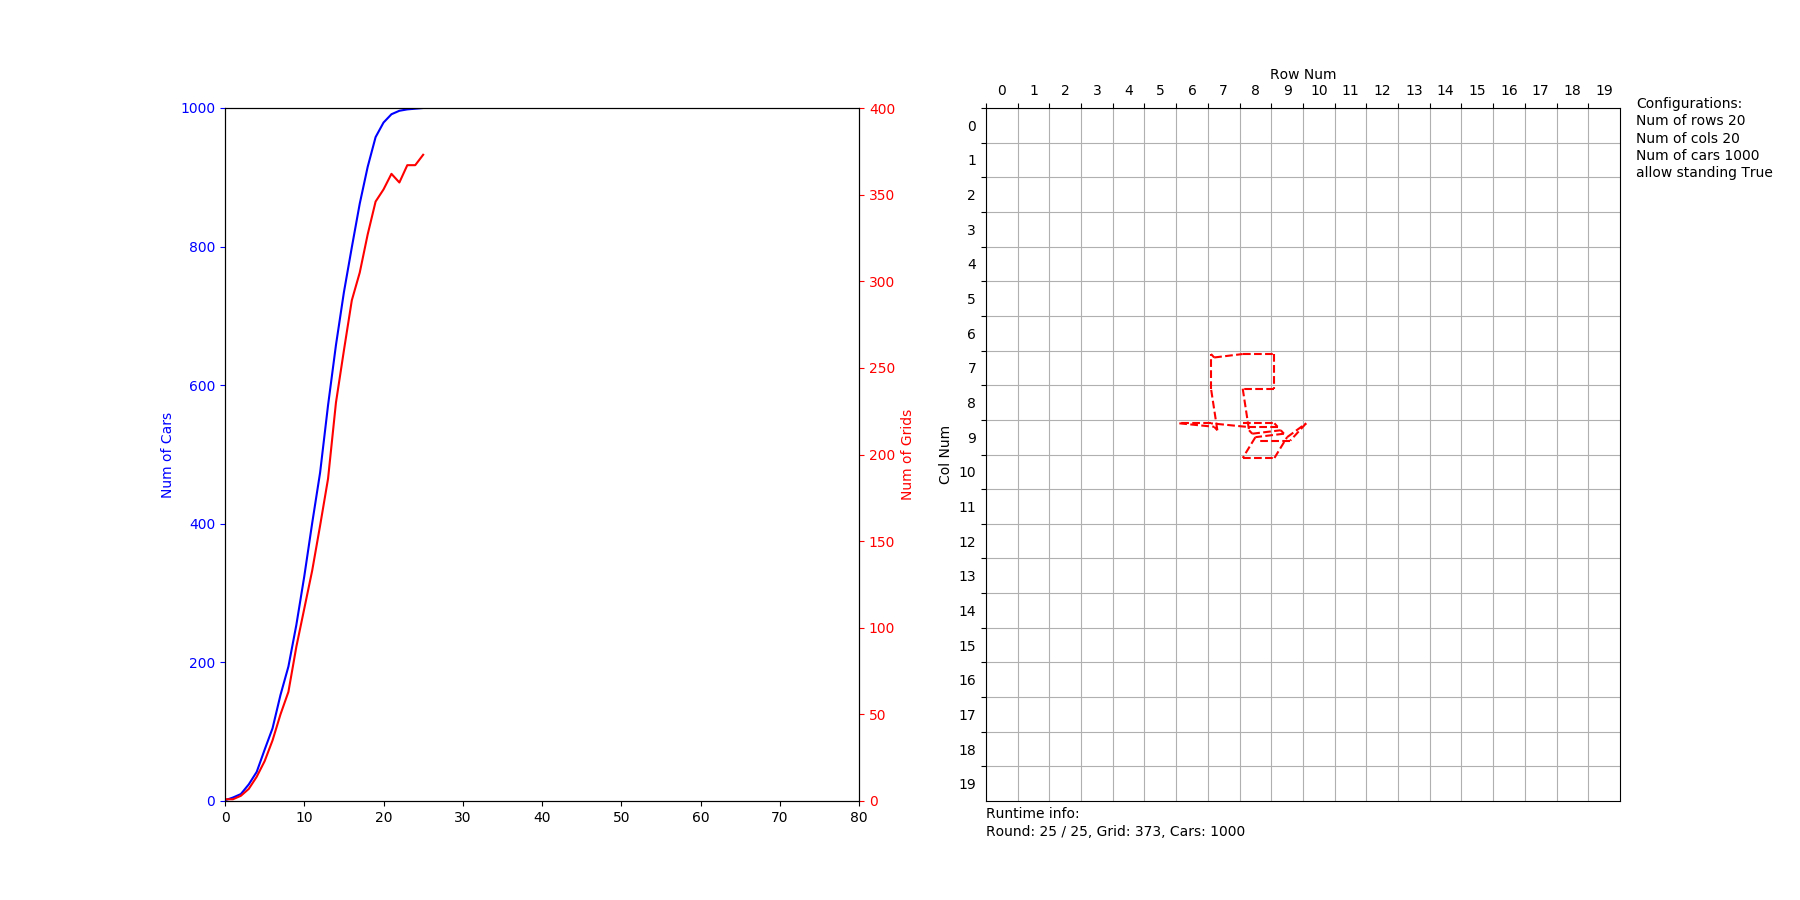 1000
800
600
400
200
0
Num of Cars
0 10 20 30 40 50 60 70 80
400
350
300
250
200
150
100
50
0
Num of Grids
Row Num
0 1 2 3 4 5 6 7 8 9 10 11 12 13 14 15 16 17 18 19
Col Num
0
1
2
3
4
5
6
7
8
9
10
11
12
13
14
15
16
17
18
19
Configurations:
Num of rows 20
Num of cols 20
Num of cars 1000
allow standing True
Runtime info:
Round: 25 / 25, Grid: 373, Cars: 1000